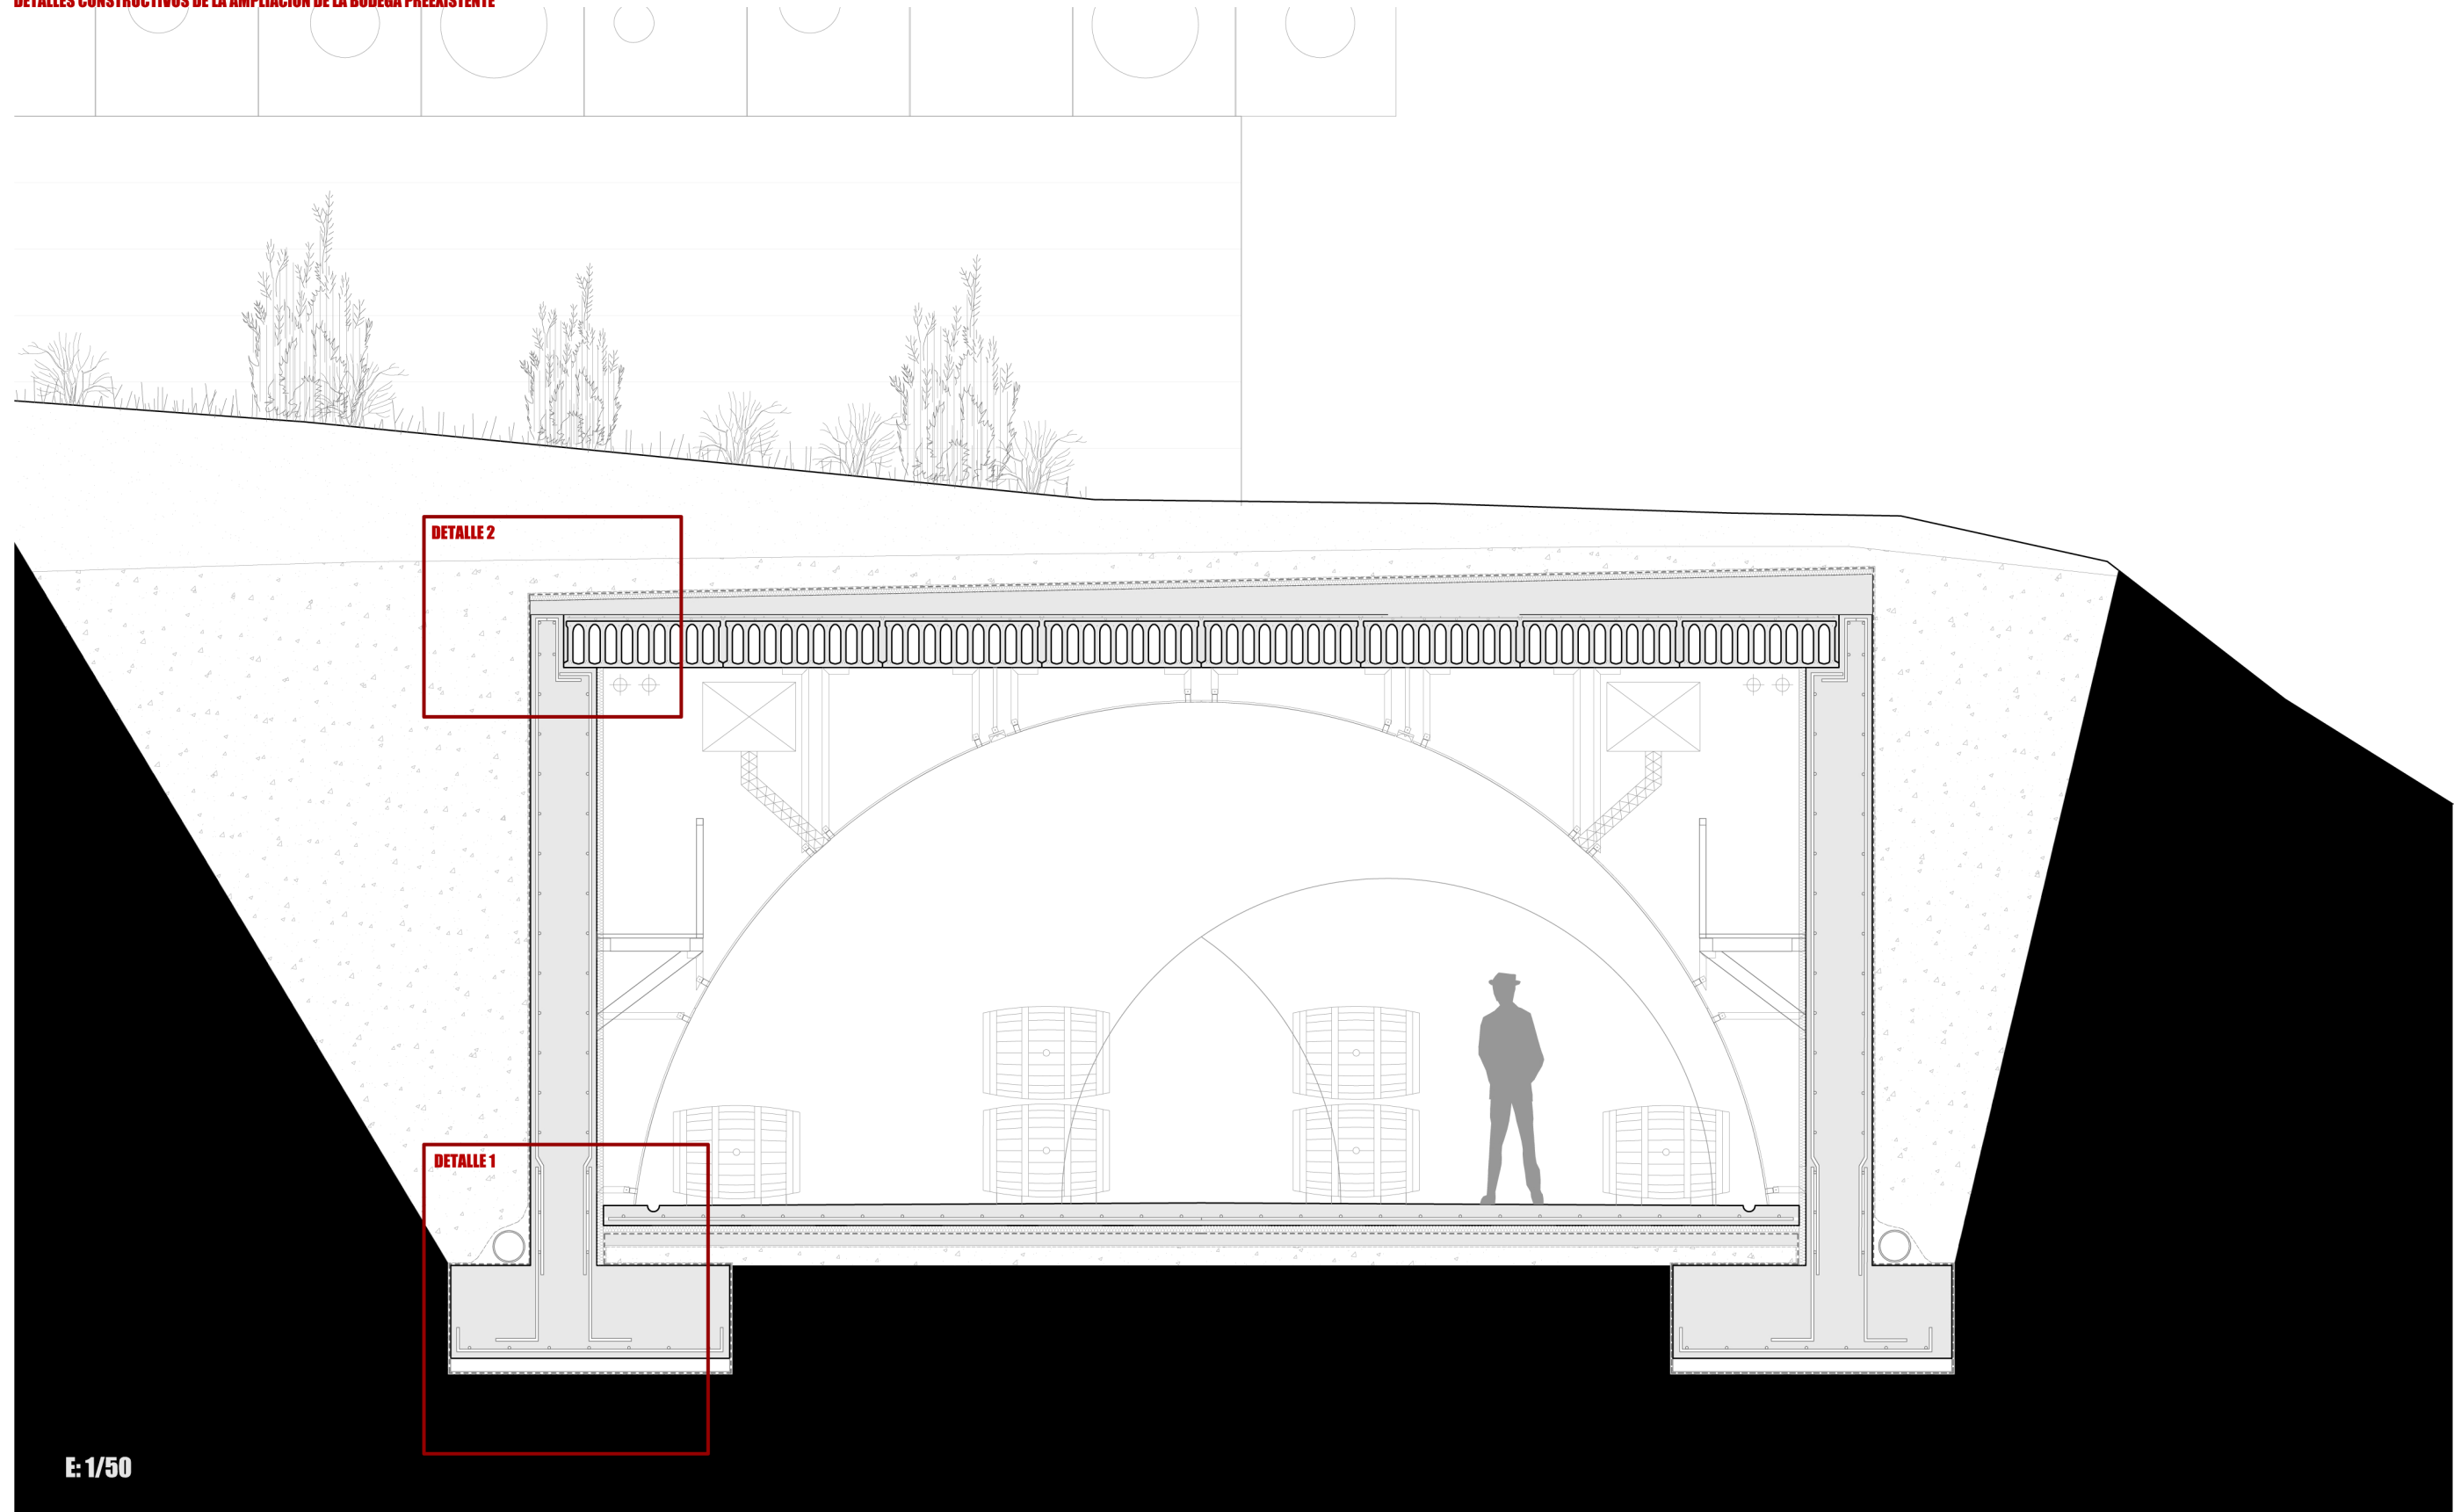 DETALLES CONSTRUCTIVOS DE LA AMPLIACIÓN DE LA BODEGA PREEXISTENTE
DETALLE 2
DETALLE 1
E: 1/50